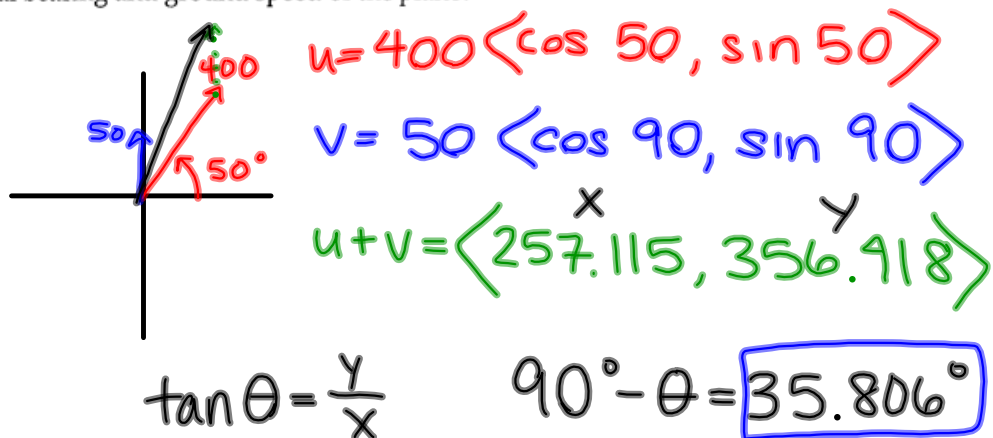 u=400<cos 50, sin 50>
400
50
v= 50 <cos 90, sin 90>
50°
x y
u+v=<257.115, 356.918>
tan θ = y/x
90° - θ = 35.806°